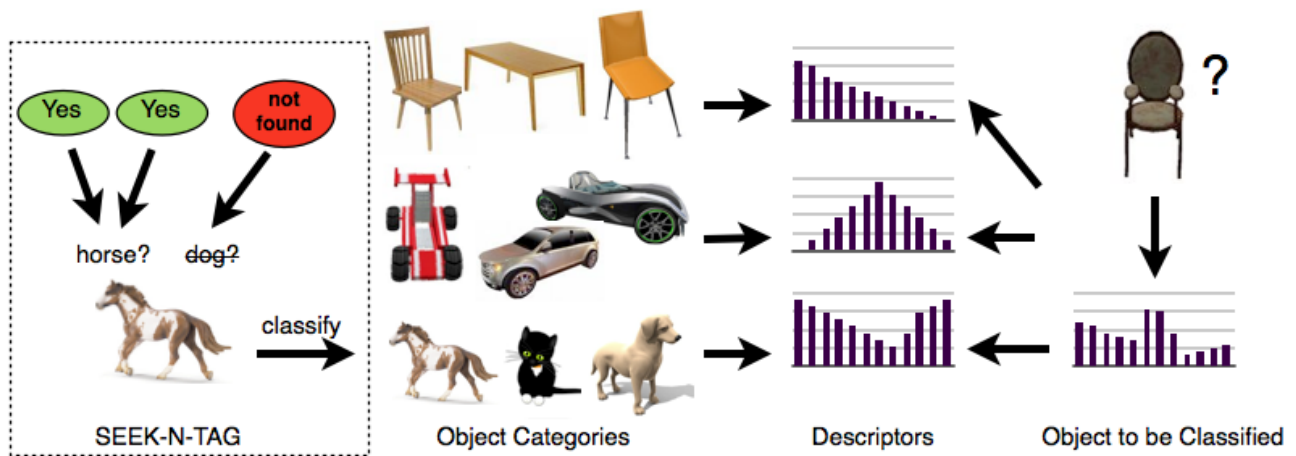 Yes
Yes
not
found
horse?
dog?
classify
?
SEEK-N-TAG
Object Categories
Descriptors
Object to be Classified